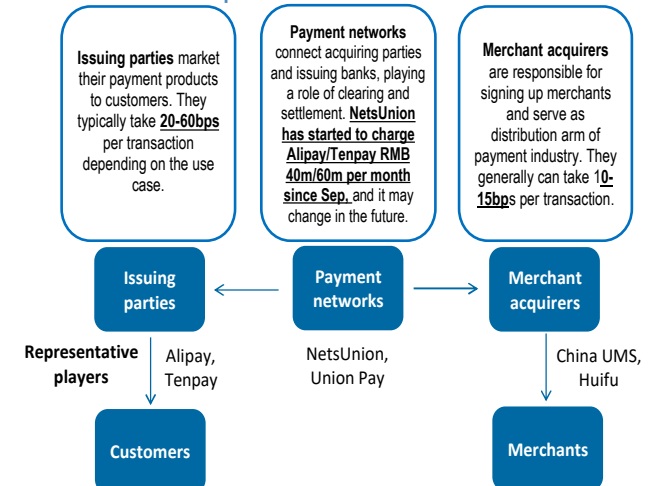 Issuing parties market
their payment products
to customers. They
typically take 20-60bps
per transaction
depending on the use
case.
Payment networks
connect acquiring parties
and issuing banks, playing
a role of clearing and
settlement. NetsUnion
has started to charge
Alipay/Tenpay RMB
40m/60m per month
since Sep, and it may
change in the future.
Merchant acquirers
are responsible for
signing up merchants
and serve as
distribution arm of
payment industry. They
generally can take 10-
15bps per transaction.
Issuing
parties
Payment
networks
Merchant
acquirers
Representative
players
Alipay,
Tenpay
NetsUnion,
Union Pay
China UMS,
Huifu
Customers
Merchants